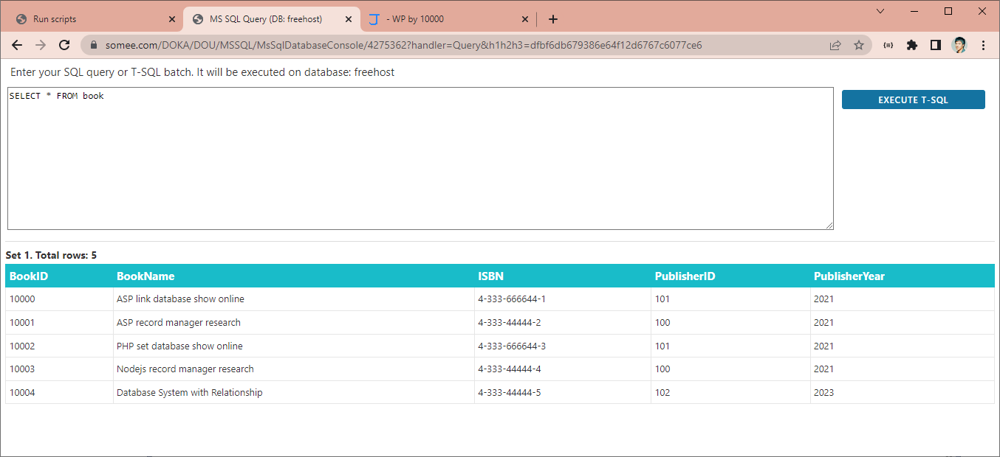 Run scripts
MS SQL Query (DB: freehost)
- WP by 10000
somee.com/DOKA/DOU/MSSQL/MsSqlDatabaseConsole/4275362?handler=Query&h1h2h3=dfbf6db679386e64f12d6767c6077ce6
Enter your SQL query or T-SQL batch. It will be executed on database: freehost
SELECT * FROM book
EXECUTE T-SQL
Set 1. Total rows: 5
BookID BookName ISBN PublisherID PublisherYear
10000 ASP link database show online 4-333-666644-1 101 2021
10001 ASP record manager research 4-333-44444-2 100 2021
10002 PHP set database show online 4-333-666644-3 101 2021
10003 Nodejs record manager research 4-333-44444-4 100 2021
10004 Database System with Relationship 4-333-44444-5 102 2023